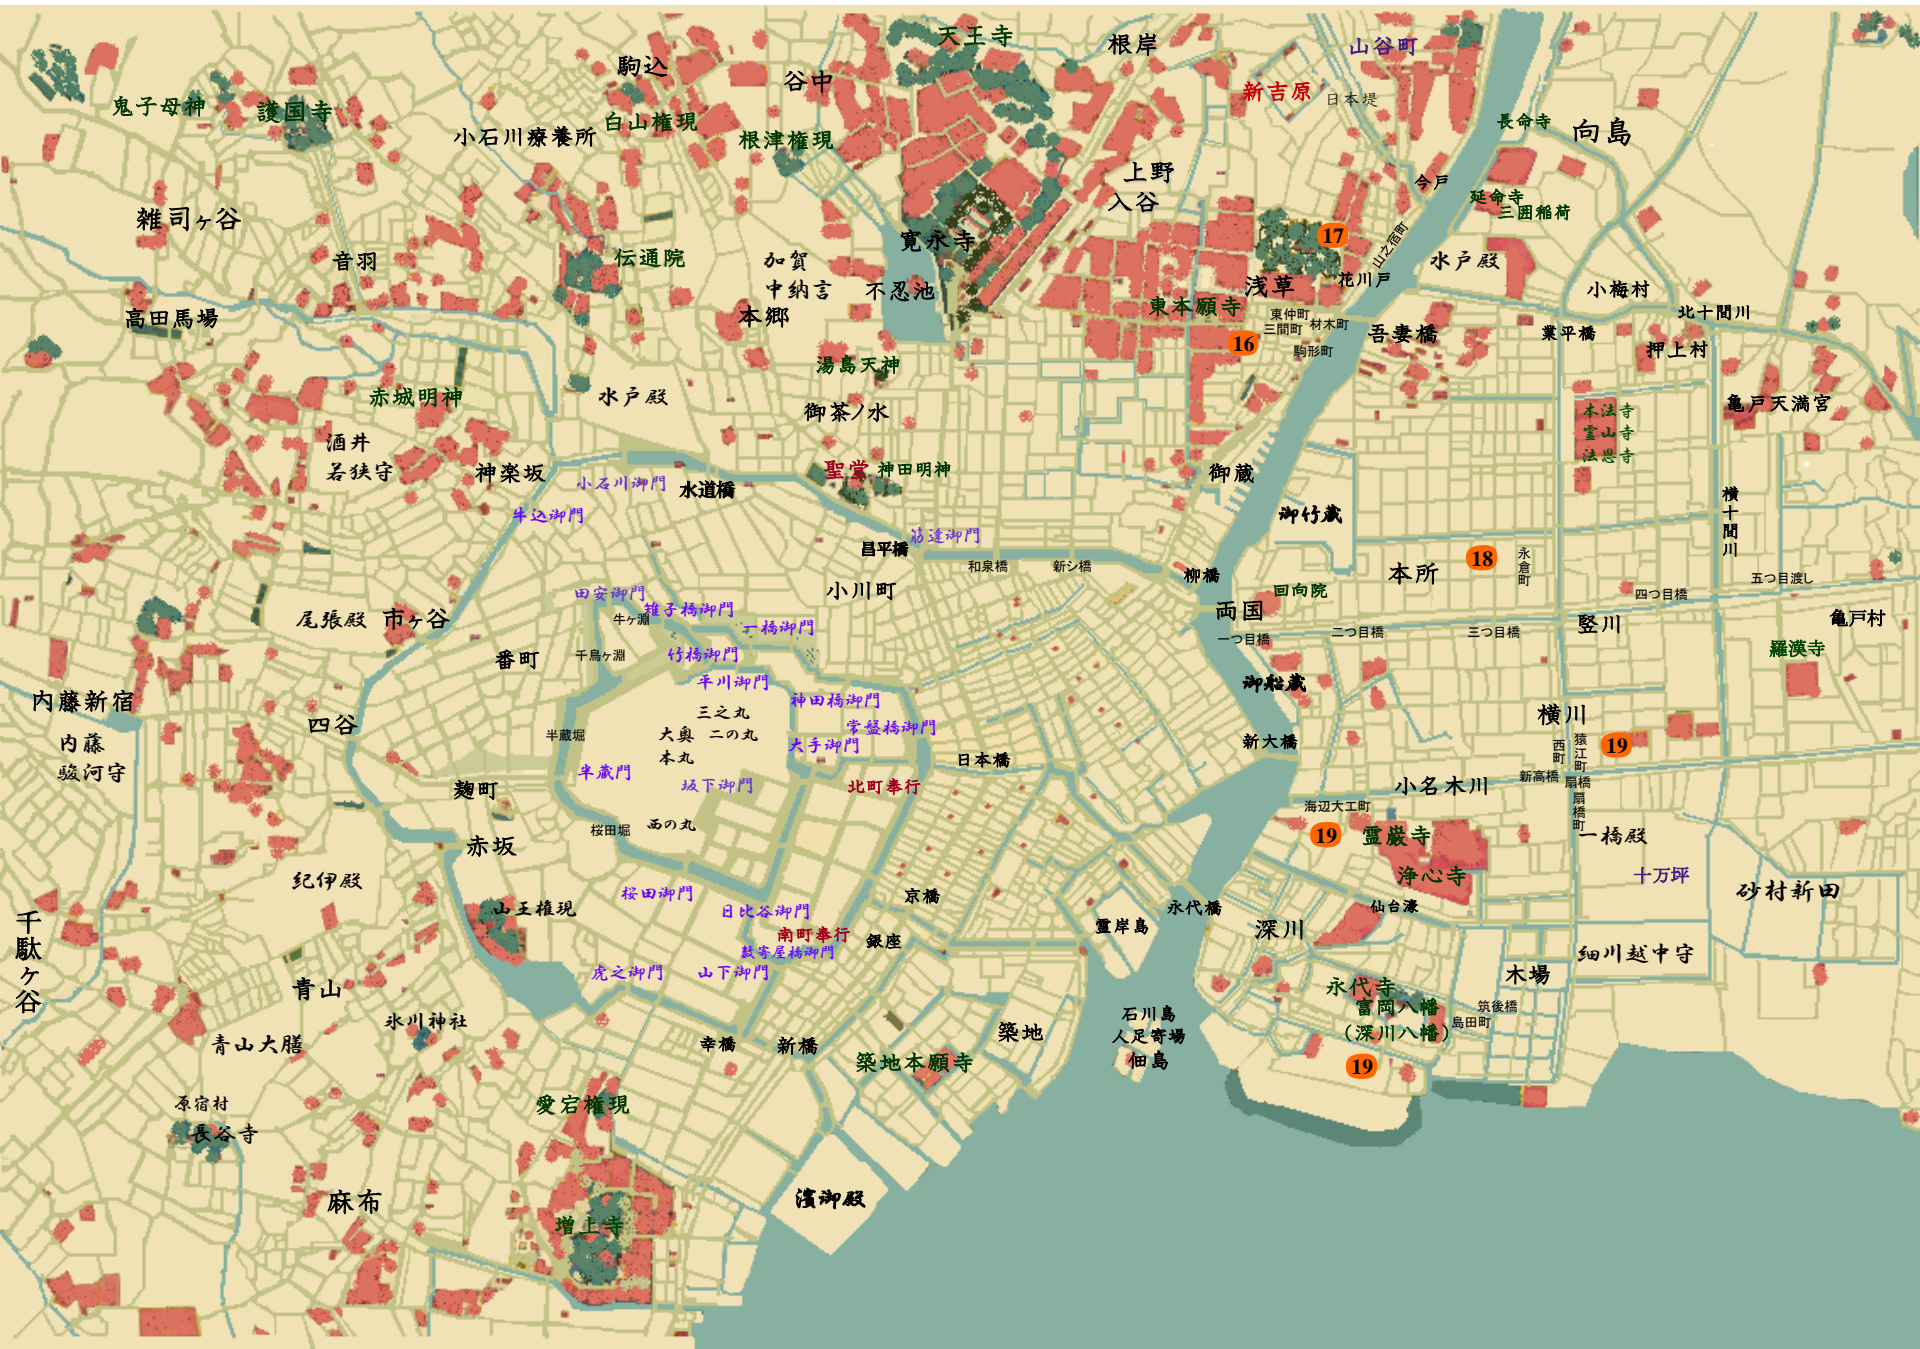 天王寺
根岸
山谷町
駒込
谷中
新吉原
日本堤
鬼子母神
護国寺
白山権現
小石川療養所
根津権現
長命寺
向島
上野
入谷
今戸
延命寺
三囲稲荷
雑司ヶ谷
音羽
伝通院
加賀
中納言
寛永寺
不忍池
17
山之宿町
水戸殿
浅草
花川戸
小梅村
高田馬場
本郷
東本願寺
東仲町
三間町
材木町
駒形町
16
吾妻橋
業平橋
北十間川
押上村
湯島天神
赤城明神
水戸殿
御茶ノ水
本法寺
霊山寺
法恩寺
亀戸天満宮
酒井
若狭守
神楽坂
小石川御門
水道橋
聖堂
神田明神
御蔵
御竹蔵
横十間川
牛込御門
昌平橋
筋違御門
和泉橋
新シ橋
柳橋
本所
18
永倉町
五つ目渡し
田安御門
雉子橋御門
一橋御門
小川町
回向院
両国
四つ目橋
尾張殿
市ヶ谷
牛ヶ淵
一つ目橋
二つ目橋
三つ目橋
竪川
亀戸村
番町
千鳥ヶ淵
竹橋御門
平川御門
御船蔵
羅漢寺
内藤新宿
四谷
神田橋御門
三之丸
大奥
二の丸
本丸
常盤橋御門
大手御門
半蔵堀
新大橋
横川
19
西町
猿江町
内藤
駿河守
半蔵門
坂下御門
北町奉行
日本橋
麹町
新高橋
扇橋
扇橋町
小名木川
海辺大工町
桜田堀
西の丸
19
霊巌寺
一橋殿
赤坂
浄心寺
十万坪
砂村新田
紀伊殿
桜田御門
京橋
仙台濠
山王権現
日比谷御門
永代橋
霊岸島
深川
千駄ヶ谷
南町奉行
数寄屋橋御門
銀座
細川越中守
虎之御門
山下御門
木場
青山
永代寺
富岡八幡
(深川八幡)
筑後橋
島田町
氷川神社
石川島
人足寄場
佃島
築地
青山大膳
幸橋
新橋
築地本願寺
19
原宿村
長谷寺
愛宕権現
麻布
濱御殿
増上寺